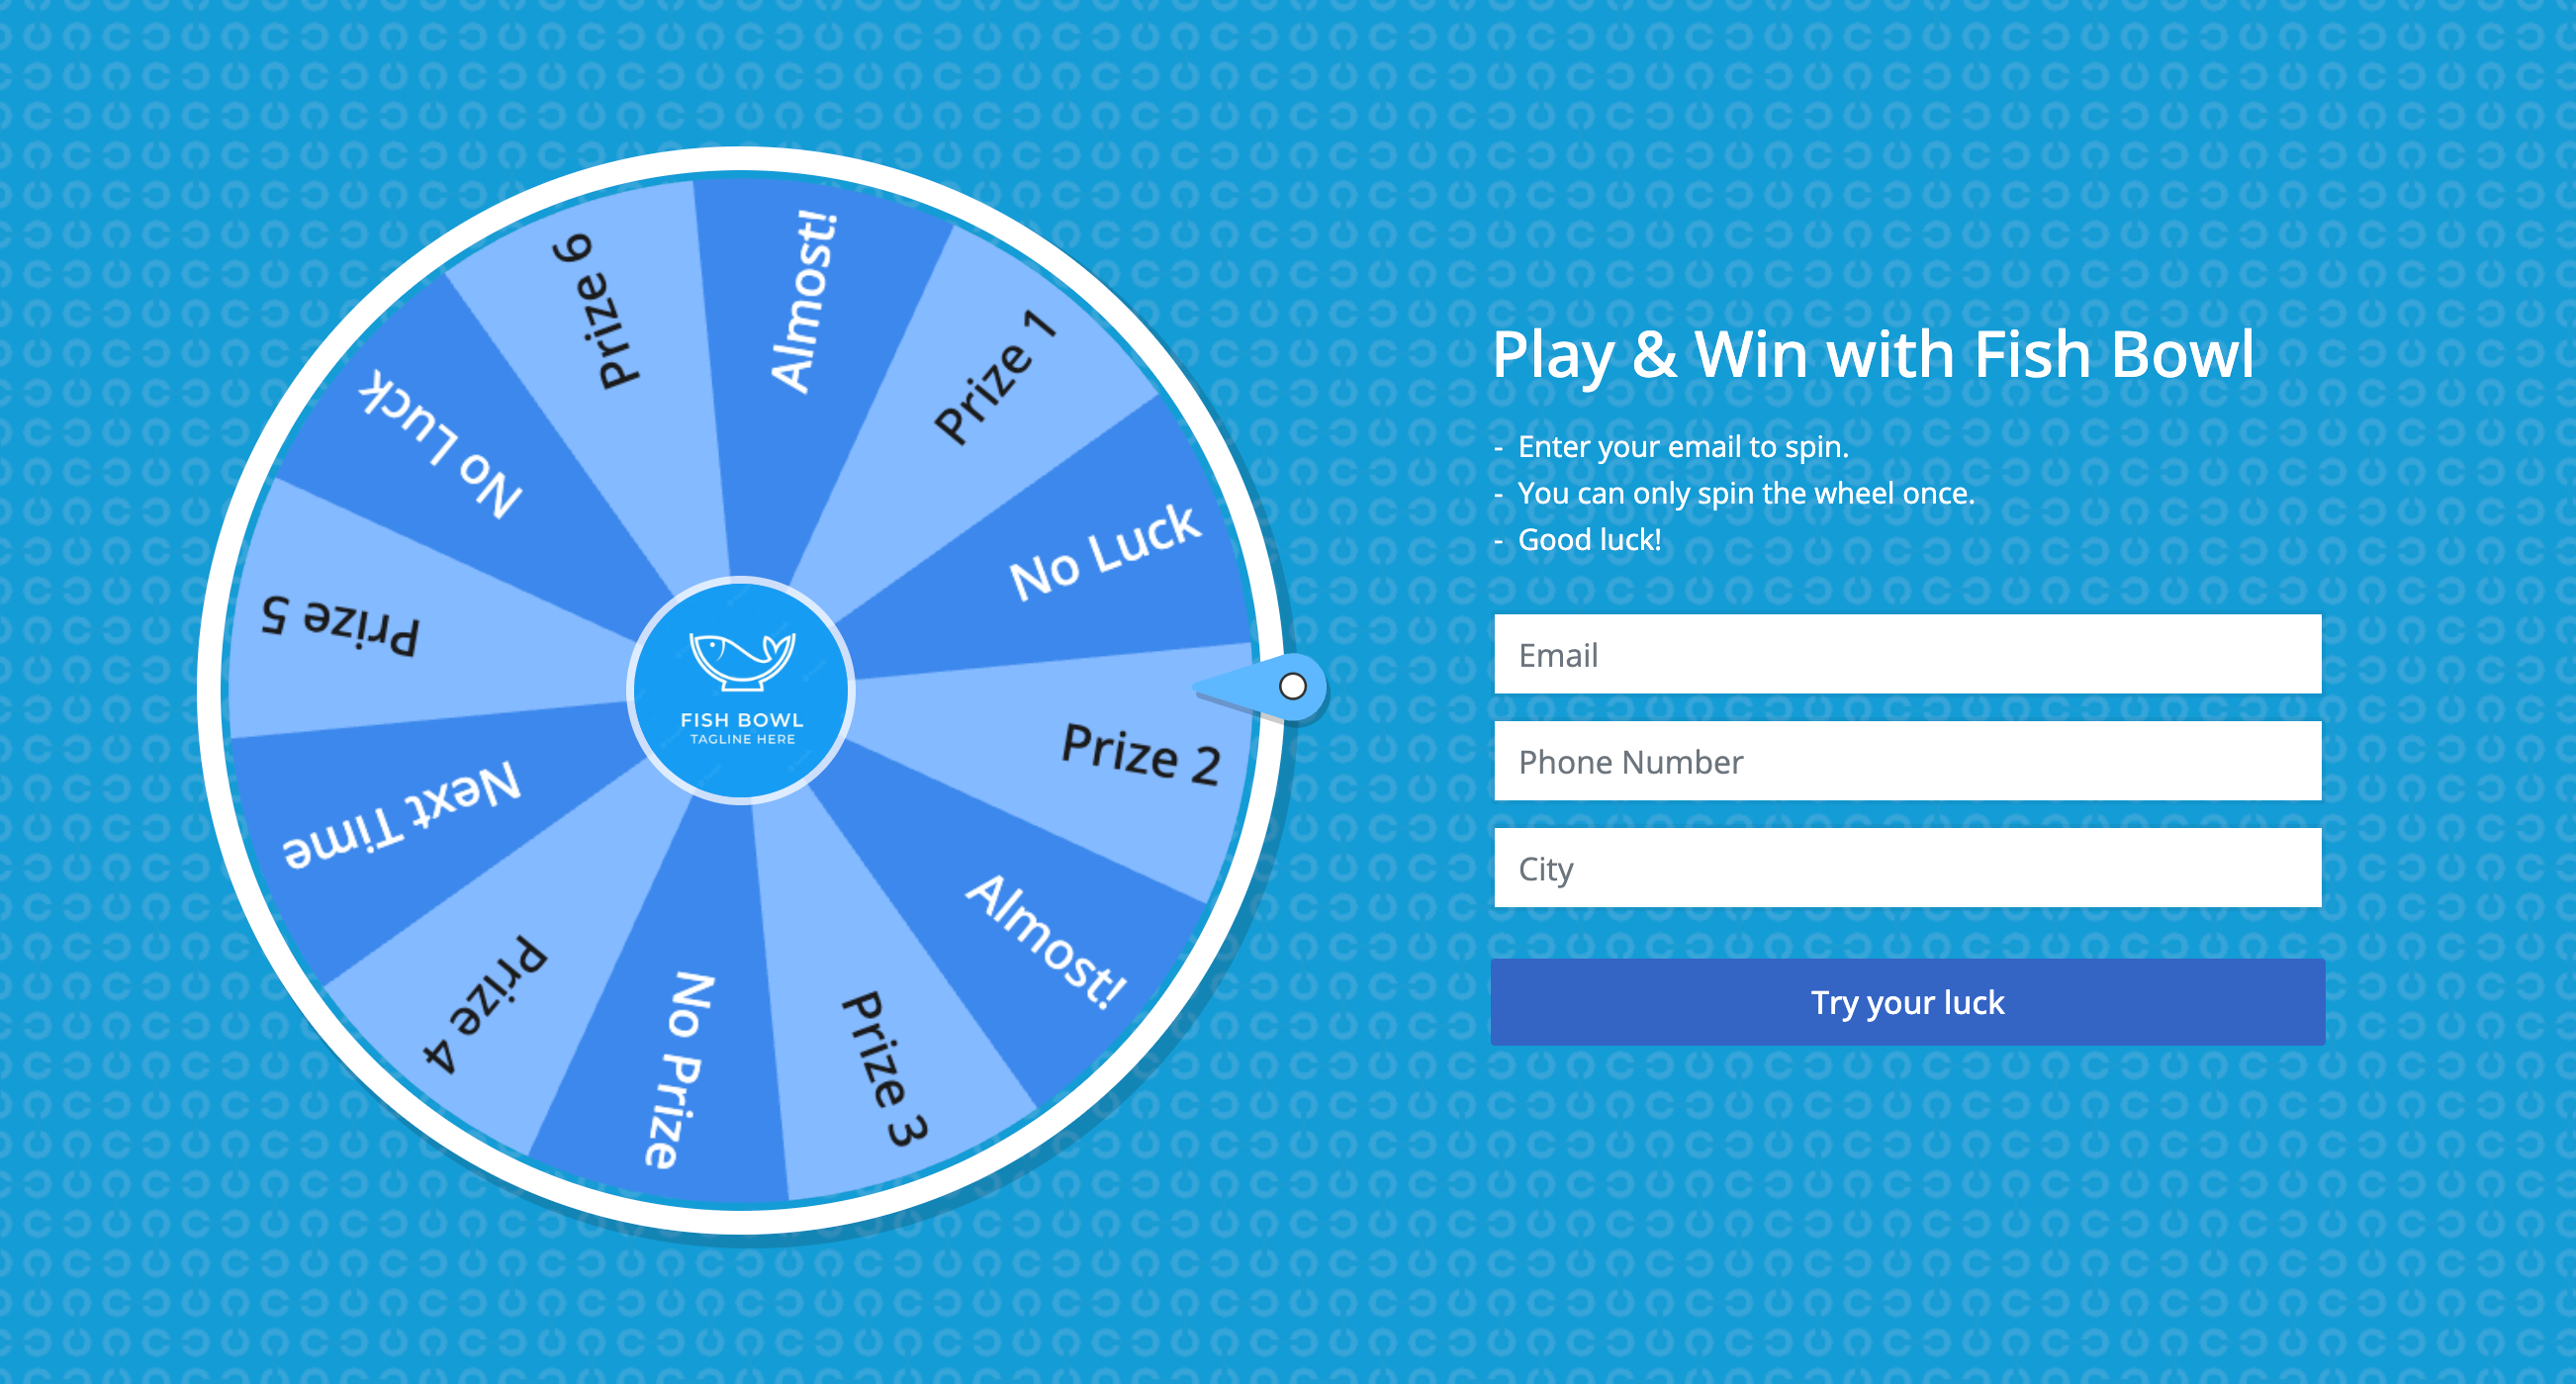 Almost!
Prize 1
No Luck
Prize 2
Almost!
Prize 3
No Prize
Prize 4
Next Time
Prize 5
No Luck
Prize 6
FISH BOWL
TAGLINE HERE
Play & Win with Fish Bowl
- Enter your email to spin.
- You can only spin the wheel once.
- Good luck!
Email
Phone Number
City
Try your luck